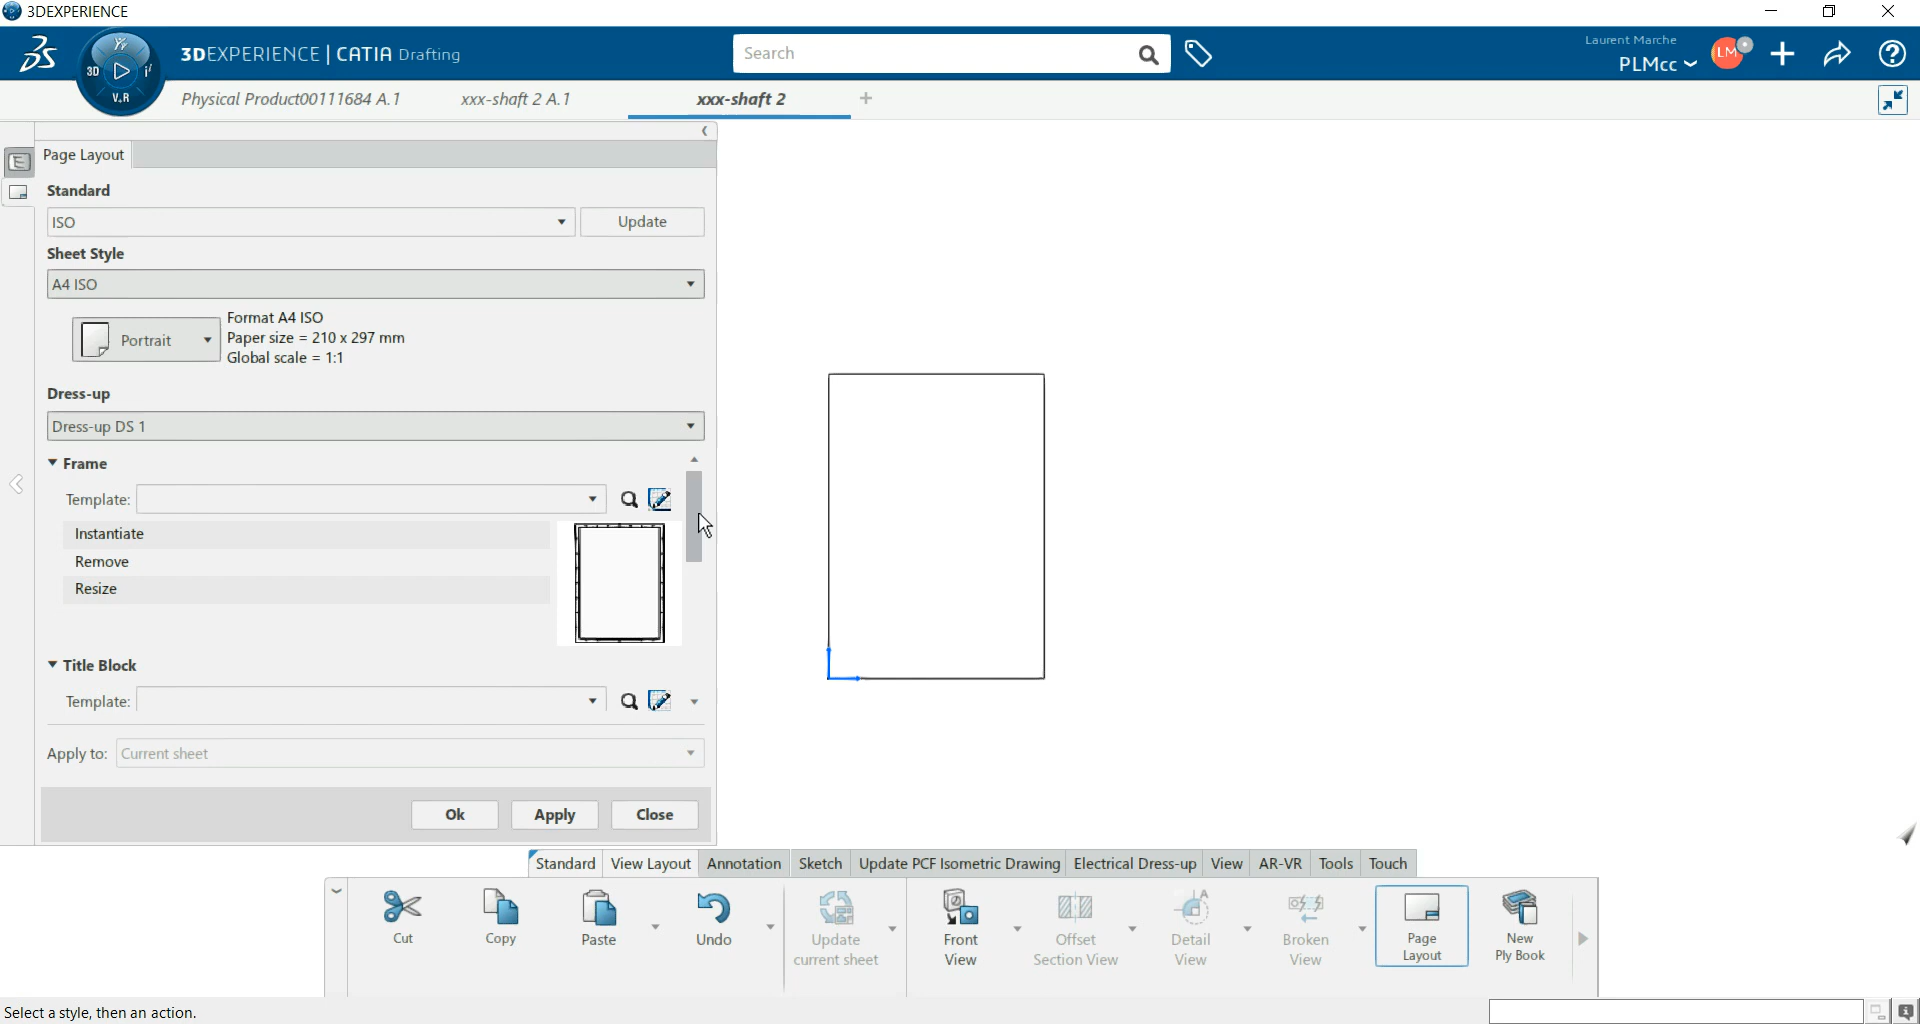 3DEXPERIENCE
3DEXPERIENCE | CATIA Drafting
Search
Laurent Marche
PLMcc
LM
3D
V.R
Physical Product00111684 A.1
xxx-shaft 2 A.1
xxx-shaft 2
Page Layout
Standard
ISO
Update
Sheet Style
A4 ISO
Portrait
Format A4 ISO
Paper size = 210 x 297 mm
Global scale = 1:1
Dress-up
Dress-up DS 1
Frame
Template:
Instantiate
Remove
Resize
Title Block
Template:
Apply to: Current sheet
Ok Apply Close
Standard View Layout Annotation Sketch Update PCF Isometric Drawing Electrical Dress-up View AR-VR Tools Touch
Cut
Copy
Paste
Undo
Update
current sheet
Front
View
Offset
Section View
Detail
View
Broken
View
Page
Layout
New
Ply Book
Select a style, then an action.